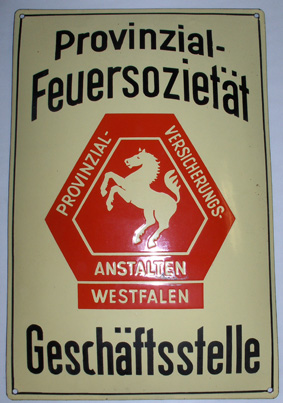 Provinzial-
Feuersozietät
PROVINZIAL-
VERSICHERUNGS-
ANSTALTEN
WESTFALEN
Geschäftsstelle